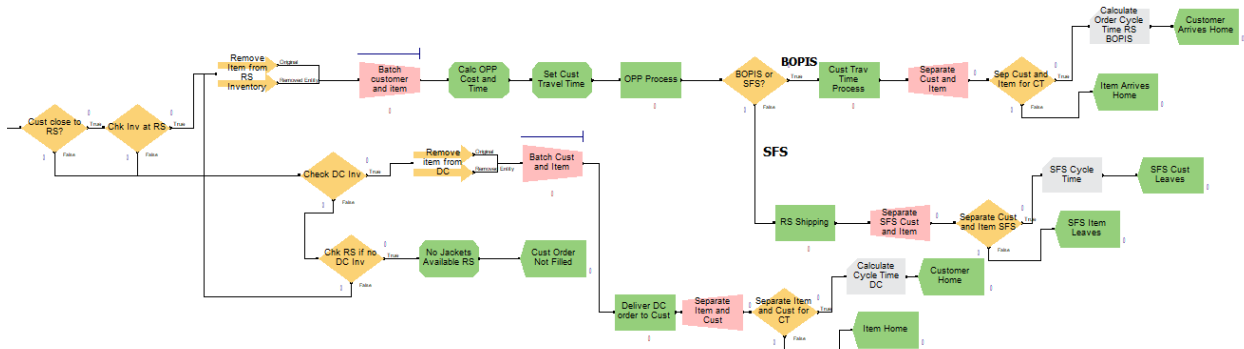 Calculate
Order Cycle
Time RS
BOPIS
Customer
Arrives Home
Remove
Item from
RS
Inventory
Original
Removed Entity
Batch
customer
and item
Calc OPP
Cost and
Time
Set Cust
Travel Time
OPP Process
BOPIS or
SFS?
True
False
BOPIS
Cust Trav
Time
Process
Separate
Cust and
Item
Sep Cust and
Item for CT
True
False
Item Arrives
Home
Cust close to
RS?
True
False
Chk Inv at RS
True
False
SFS
Check DC Inv
True
False
Remove
item from
DC
Original
Removed Entity
Batch Cust
and Item
SFS Cycle
Time
SFS Cust
Leaves
RS Shipping
Separate
SFS Cust
and Item
Separate Cust
and Item SFS
True
False
SFS Item
Leaves
Chk RS if no
DC Inv
True
False
No Jackets
Available RS
Cust Order
Not Filled
Calculate
Cycle Time
DC
Customer
Home
Deliver DC
order to Cust
Separate
Item and
Cust
Separate Item
and Cust for
CT
True
False
Item Home